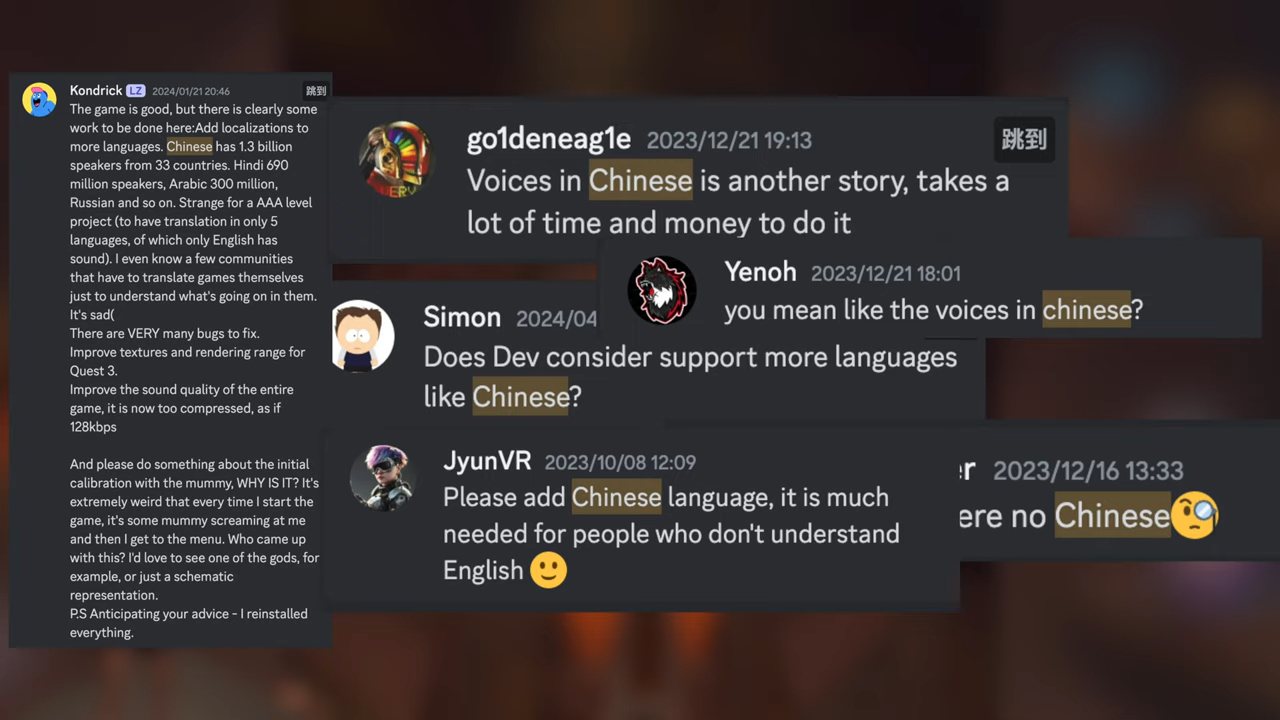 Kondrick LZ 2024/01/21 20:46 跳到
The game is good, but there is clearly some
work to be done here:Add localizations to
more languages. Chinese has 1.3 billion
speakers from 33 countries. Hindi 690
million speakers, Arabic 300 million,
Russian and so on. Strange for a AAA level
project (to have translation in only 5
languages, of which only English has
sound). I even know a few communities
that have to translate games themselves
just to understand what's going on in them.
It's sad(
There are VERY many bugs to fix.
Improve textures and rendering range for
Quest 3.
Improve the sound quality of the entire
game, it is now too compressed, as if
128kbps
And please do something about the initial
calibration with the mummy, WHY IS IT? It's
extremely weird that every time I start the
game, it's some mummy screaming at me
and then I get to the menu. Who came up
with this? I'd love to see one of the gods, for
example, or just a schematic
representation.
P.S Anticipating your advice - I reinstalled
everything.
go1deneag1e 2023/12/21 19:13 跳到
Voices in Chinese is another story, takes a
lot of time and money to do it
VERY
Yenoh 2023/12/21 18:01
you mean like the voices in chinese?
Simon 2024/04
Does Dev consider support more languages
like Chinese?
JyunVR 2023/10/08 12:09
Please add Chinese language, it is much
needed for people who don't understand
English 🙂
er 2023/12/16 13:33
ere no Chinese🧐